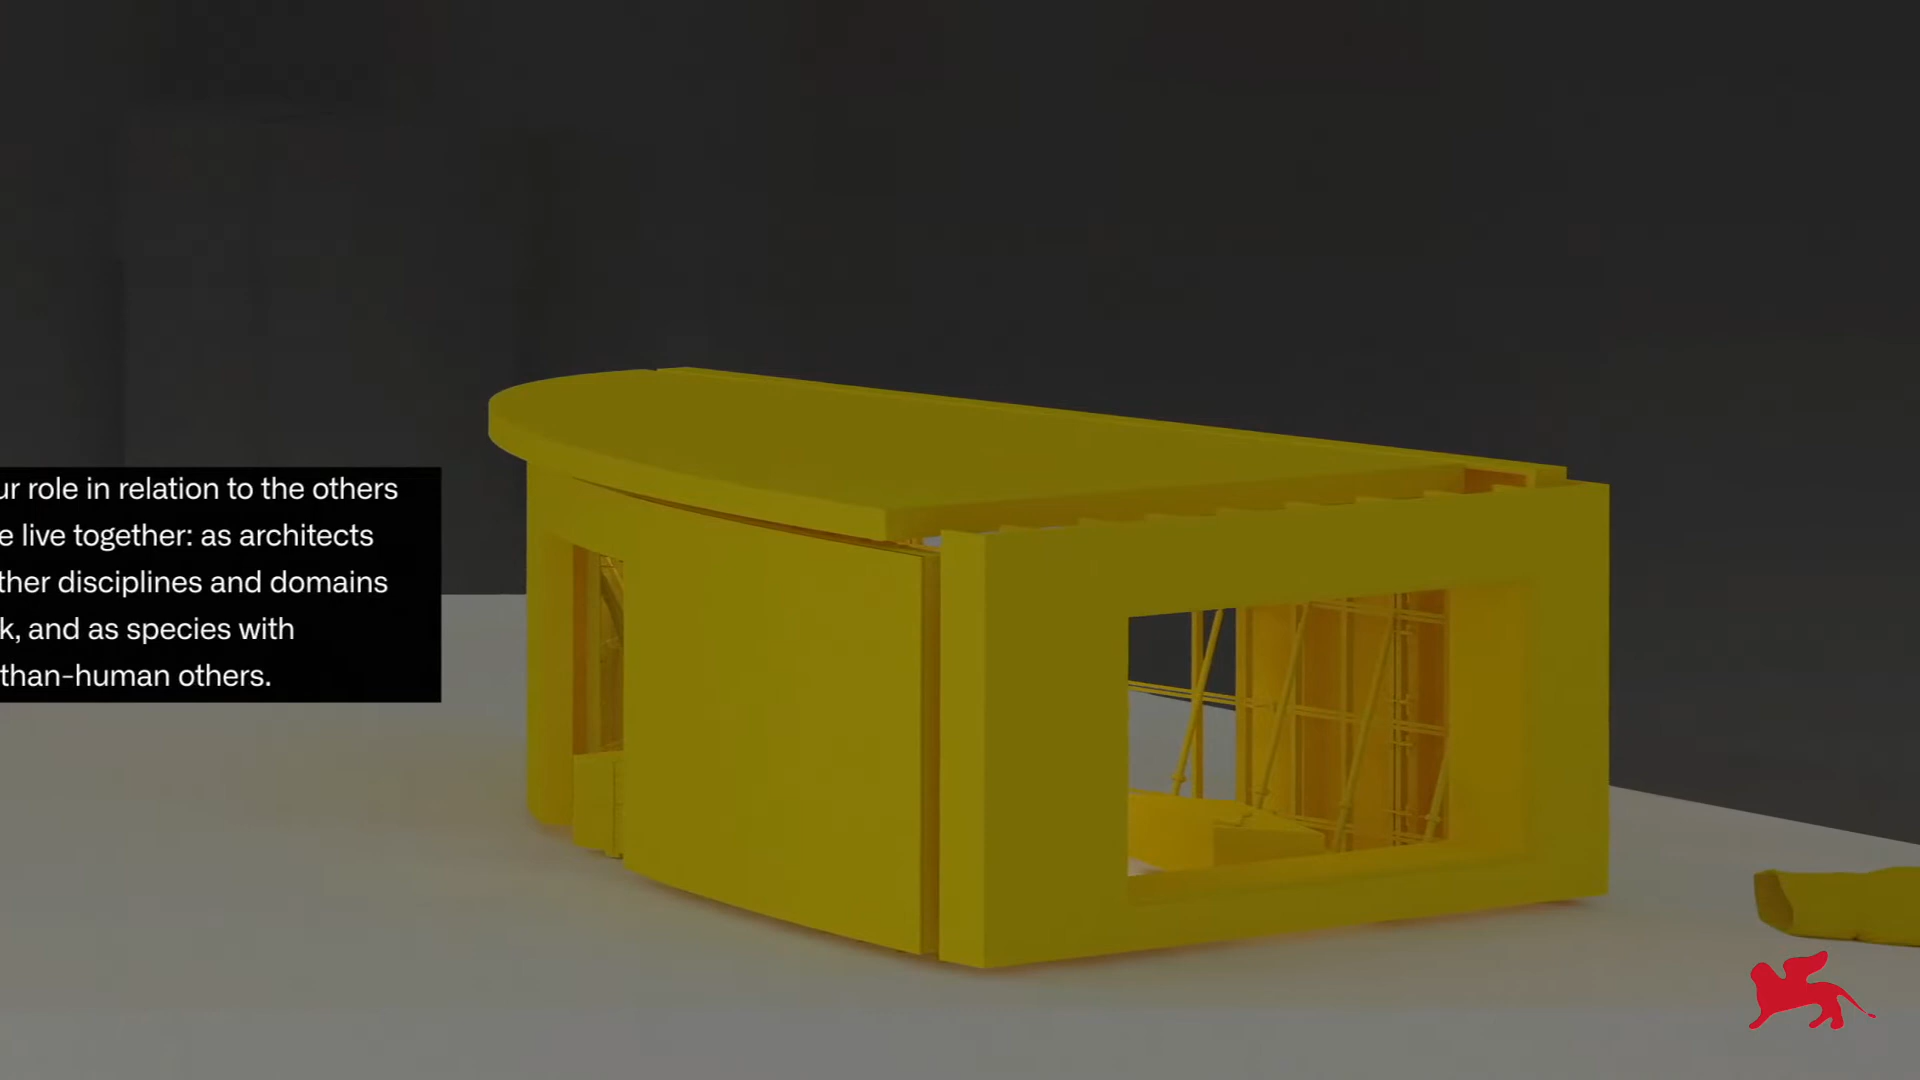 ur role in relation to the others
e live together: as architects
ther disciplines and domains
k, and as species with
than-human others.